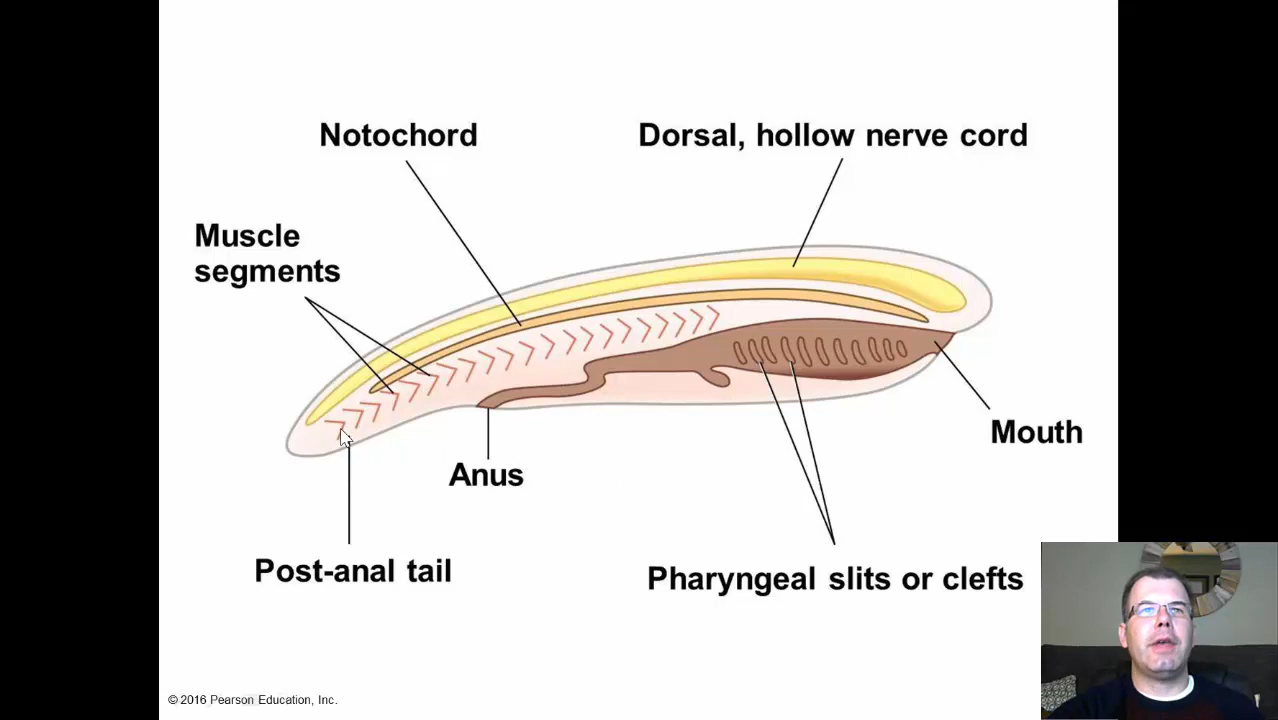 Notochord
Dorsal, hollow nerve cord
Muscle
segments
Mouth
Anus
Post-anal tail
Pharyngeal slits or clefts
© 2016 Pearson Education, Inc.